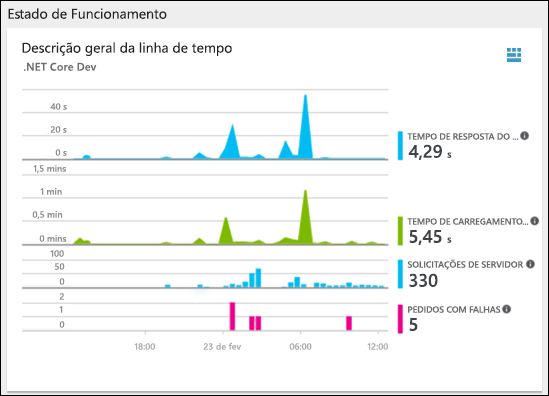 Estado de Funcionamento
Descrição geral da linha de tempo
.NET Core Dev
40 s
20 s
0 s
TEMPO DE RESPOSTA DO ...
4,29 s
1,5 mins
1 min
0,5 min
0 mins
TEMPO DE CARREGAMENTO...
5,45 s
100
50
0
SOLICITAÇÕES DE SERVIDOR
330
2
1
0
PEDIDOS COM FALHAS
5
18:00 23 de fev 06:00 12:00